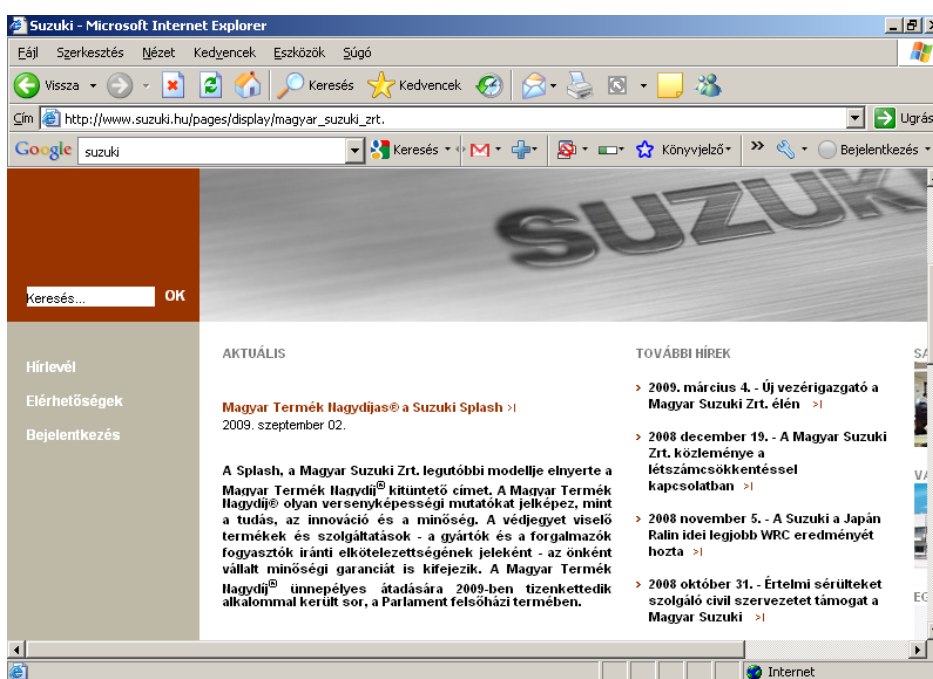 Suzuki - Microsoft Internet Explorer
Fájl Szerkesztés Nézet Kedvencek Eszközök Súgó
Vissza Keresés Kedvencek
Cím http://www.suzuki.hu/pages/display/magyar_suzuki_zrt. Ugrás
Google suzuki Keresés Könyvjelző Bejelentkezés
SUZUK
Keresés... OK
Hírlevél
Elérhetőségek
Bejelentkezés
AKTUÁLIS
Magyar Termék Nagydíjas® a Suzuki Splash >|
2009. szeptember 02.
A Splash, a Magyar Suzuki Zrt. legutóbbi modellje elnyerte a
Magyar Termék Nagydíj® kitüntető címet. A Magyar Termék
Nagydíj® olyan versenyképességi mutatókat jelképez, mint
a tudás, az innováció és a minőség. A védjegyet viselő
termékek és szolgáltatások - a gyártók és a forgalmazók
fogyasztók iránti elkötelezettségének jeleként - az önként
vállalt minőségi garanciát is kifejezik. A Magyar Termék
Nagydíj® ünnepélyes átadására 2009-ben tizenkettedik
alkalommal került sor, a Parlament felsőházi termében.
TOVÁBBI HÍREK
> 2009. március 4. - Új vezérigazgató a
Magyar Suzuki Zrt. élén >|
> 2008 december 19. - A Magyar Suzuki
Zrt. közleménye a
létszámcsökkentéssel
kapcsolatban >|
> 2008 november 5. - A Suzuki a Japán
Ralin idei legjobb WRC eredményét
hozta >|
> 2008 október 31. - Értelmi sérülteket
szolgáló civil szervezetet támogat a
Magyar Suzuki >|
Internet